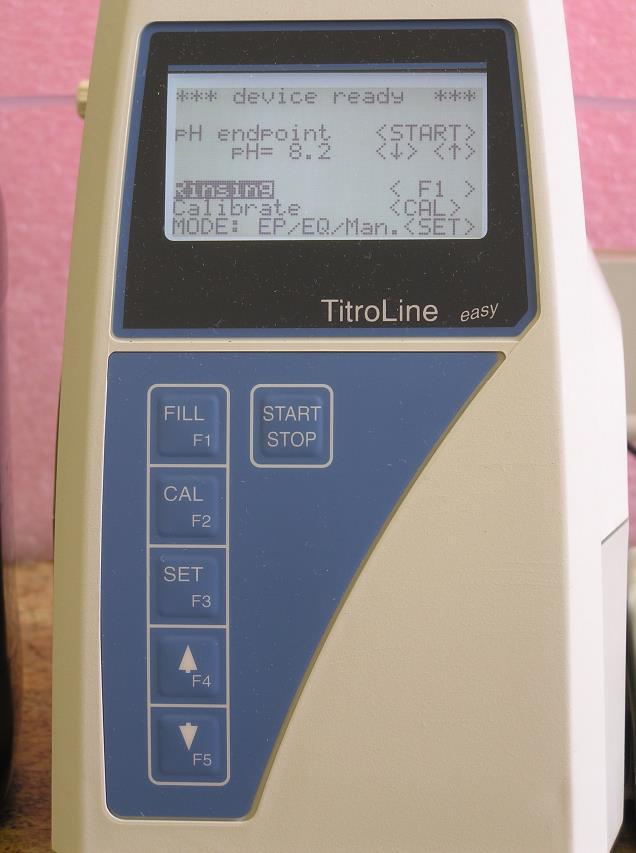 *** device ready ***
pH endpoint <START>
pH= 8.2 <↓> <↑>
Rinsing < F1 >
Calibrate <CAL>
MODE: EP/EQ/Man.<SET>
TitroLine easy
FILL F1
START STOP
CAL F2
SET F3
F4
F5